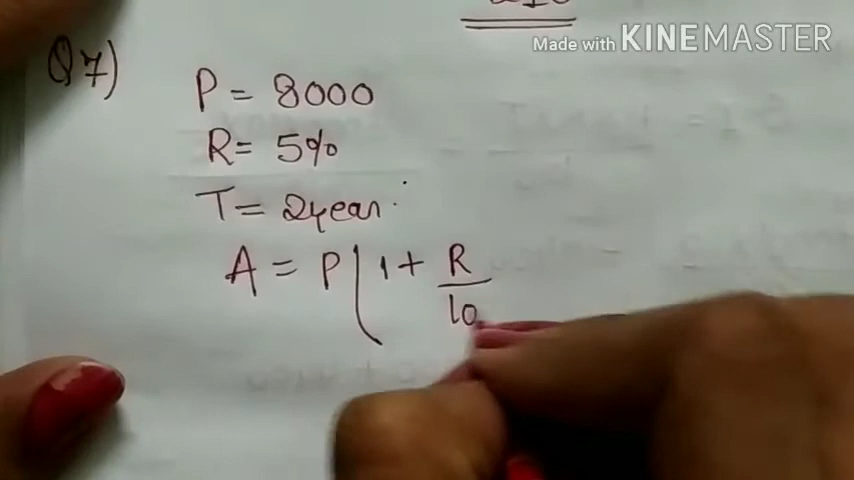 Made with KINEMASTER
Q7)
P = 8000
R = 5%
T = 2year
A = P(1 + R/10